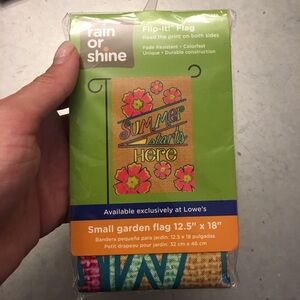 rain
or
shine
Flip-it!™ Flag
Read the print on both sides
Fade Resistant • Colorfast
Unique • Durable construction
SUMMER
starts
HERE
Available exclusively at Lowe's
Small garden flag 12.5" x 18"
Bandera pequeña para jardín: 12.5 x 18 pulgadas
Petit drapeau pour jardin: 32 cm x 46 cm